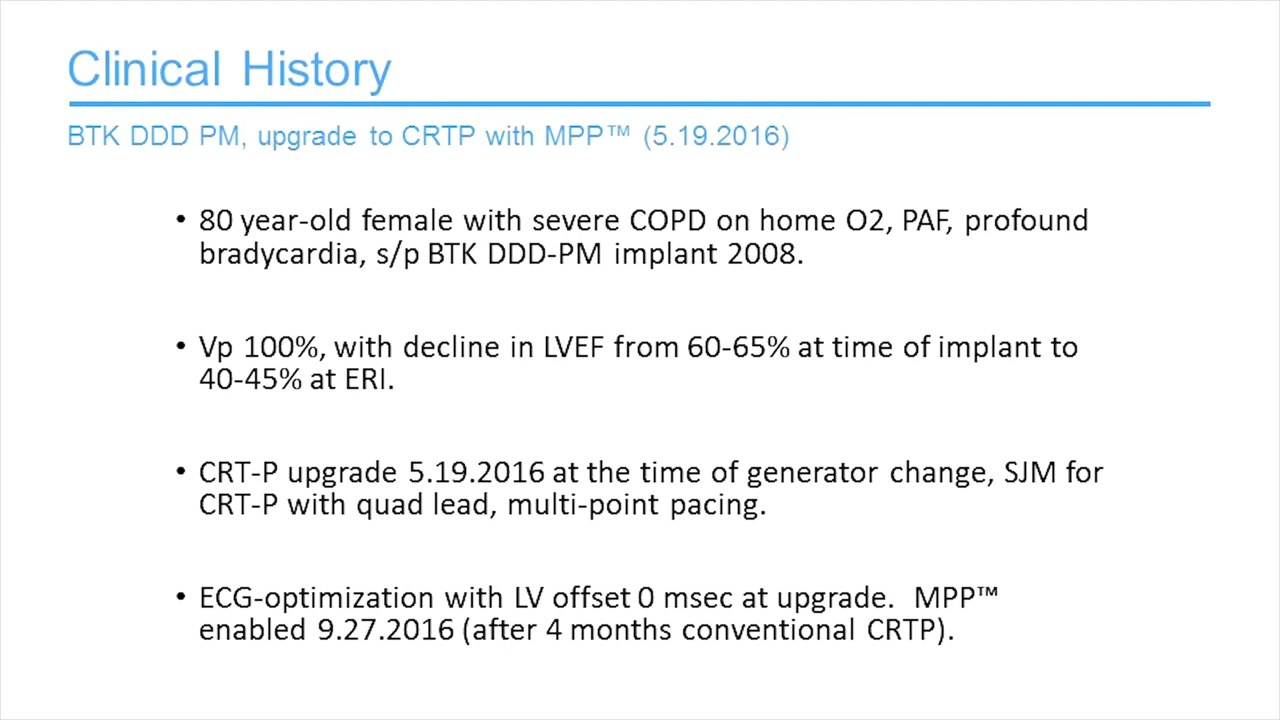 Clinical History
BTK DDD PM, upgrade to CRTP with MPP™ (5.19.2016)
• 80 year-old female with severe COPD on home O2, PAF, profound
bradycardia, s/p BTK DDD-PM implant 2008.
• Vp 100%, with decline in LVEF from 60-65% at time of implant to
40-45% at ERI.
• CRT-P upgrade 5.19.2016 at the time of generator change, SJM for
CRT-P with quad lead, multi-point pacing.
• ECG-optimization with LV offset 0 msec at upgrade.  MPP™
enabled 9.27.2016 (after 4 months conventional CRTP).